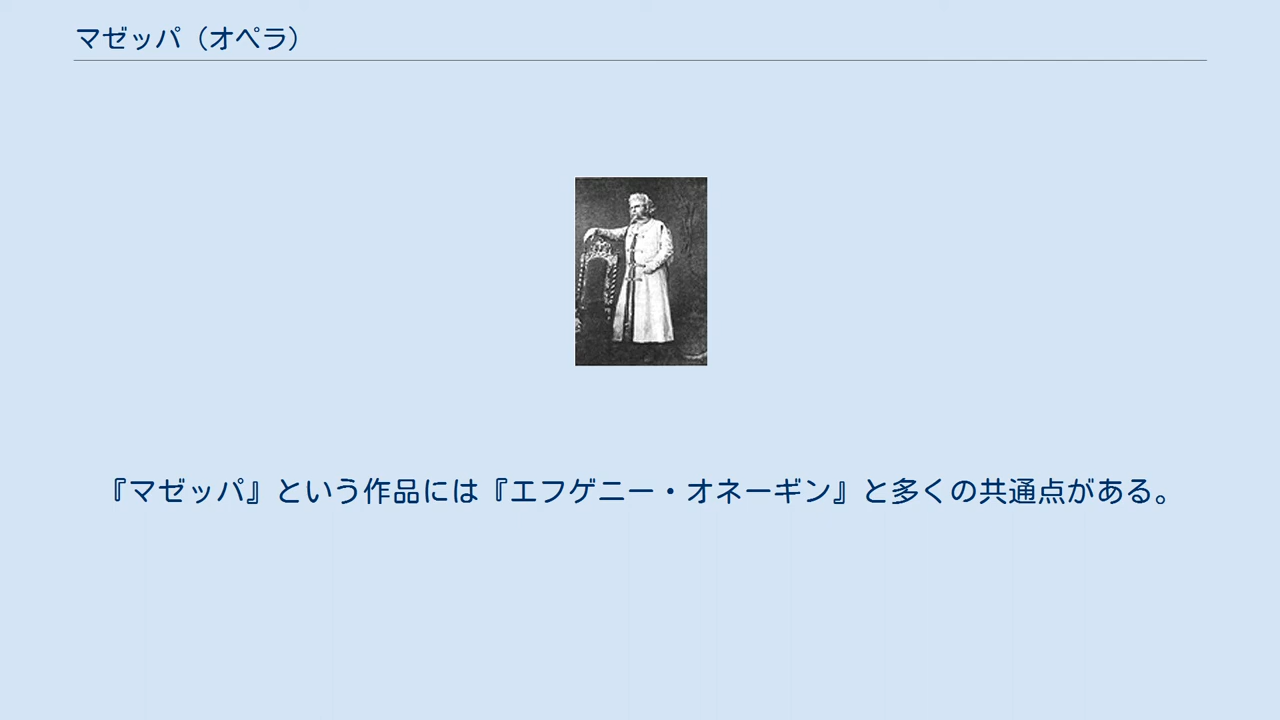 マゼッパ（オペラ）
『マゼッパ』という作品には『エフゲニー・オネーギン』と多くの共通点がある。